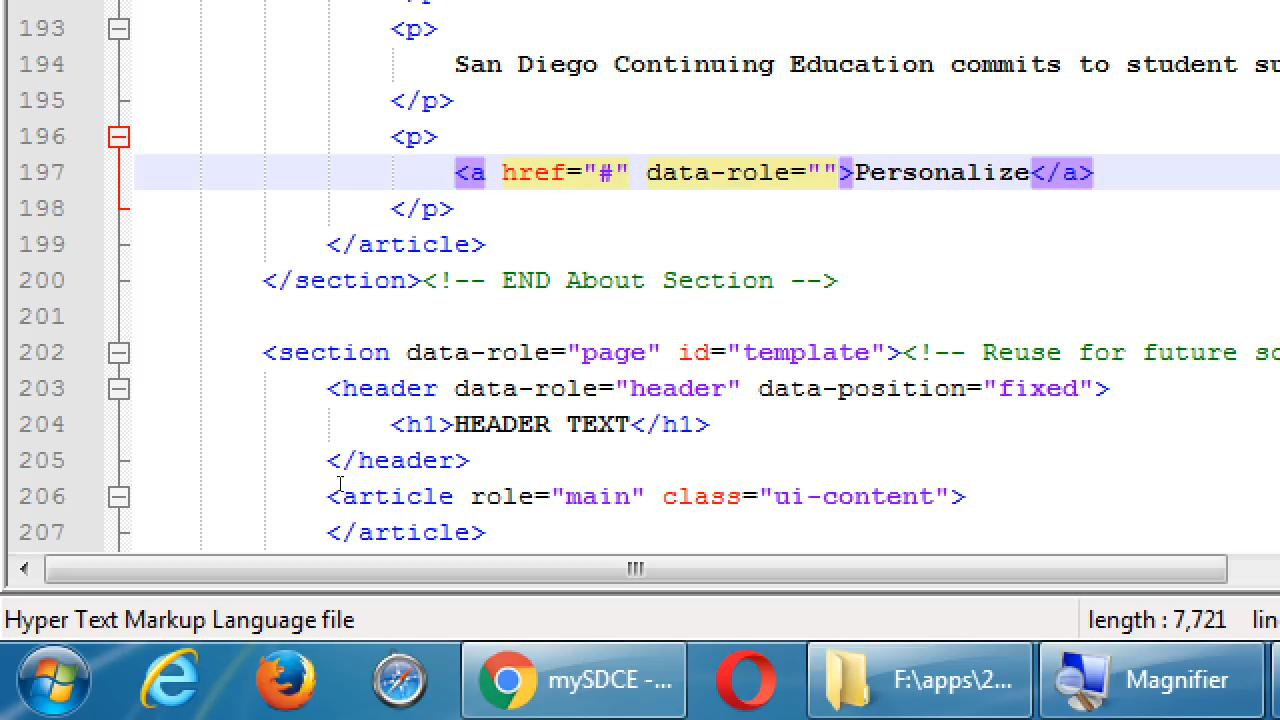 193 <p>
194 San Diego Continuing Education commits to student
195 </p>
196 <p>
197 <a href="#" data-role="">Personalize</a>
198 </p>
199 </article>
200 </section><!-- END About Section -->
201
202 <section data-role="page" id="template"><!-- Reuse for future
203 <header data-role="header" data-position="fixed">
204 <h1>HEADER TEXT</h1>
205 </header>
206 <article role="main" class="ui-content">
207 </article>
Hyper Text Markup Language file length : 7,721 lin
mySDCE -... F:\apps\2... Magnifier